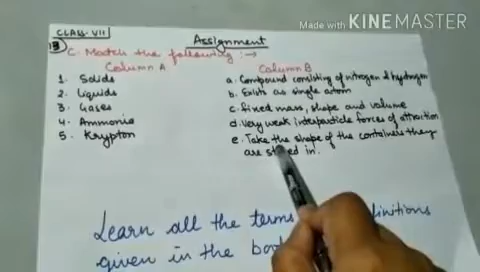 Made with KINEMASTER
CLASS-VII
Assignment
13 C. Match the following :→
Column A
Column B
1. Solids
a. Compound consisting of nitrogen & hydrogen
2. Liquids
b. Exists as single atom
3. Gases
c. fixed mass, shape and volume
4. Ammonia
d. Very weak interparticle forces of attraction
5. Krypton
e. Take the shape of the containers they
are stored in.
Learn all the terms
given in the